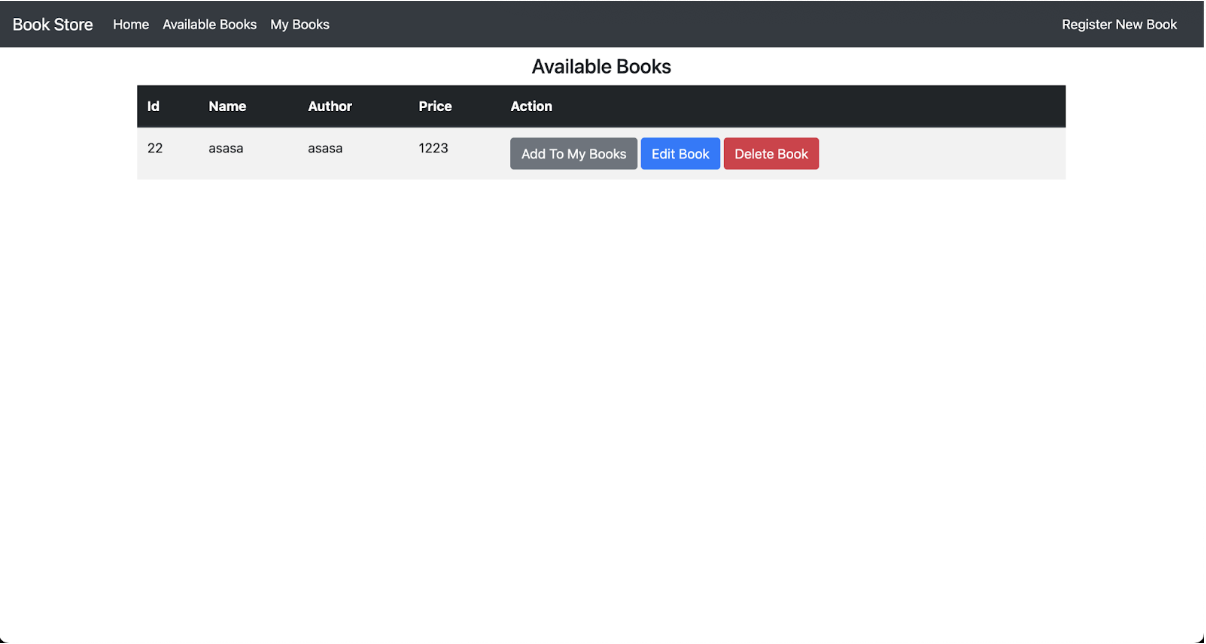 Book Store Home Available Books My Books Register New Book
Available Books
Id Name Author Price Action
22 asasa asasa 1223 Add To My Books Edit Book Delete Book